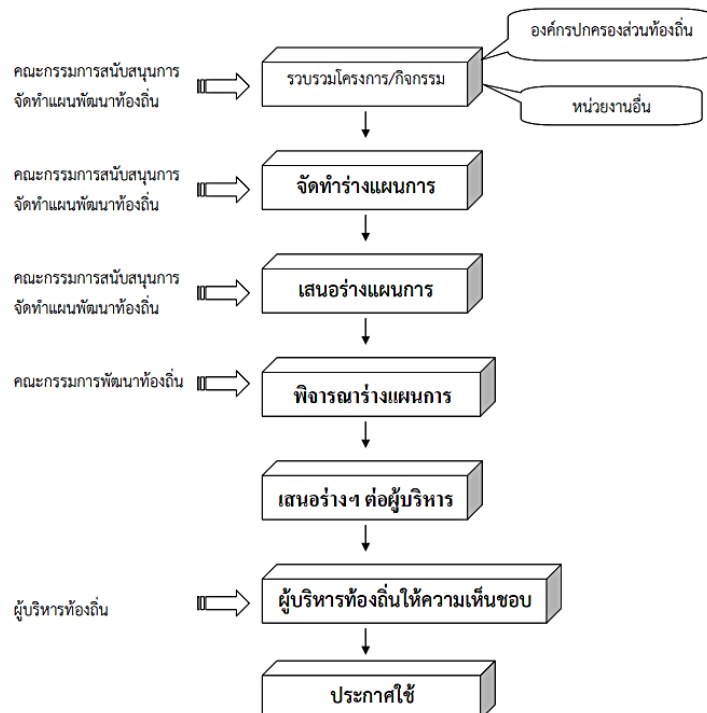 องค์กรปกครองส่วนท้องถิ่น
คณะกรรมการสนับสนุนการ
จัดทำแผนพัฒนาท้องถิ่น
รวบรวมโครงการ/กิจกรรม
หน่วยงานอื่น
คณะกรรมการสนับสนุนการ
จัดทำแผนพัฒนาท้องถิ่น
จัดทำร่างแผนการ
คณะกรรมการสนับสนุนการ
จัดทำแผนพัฒนาท้องถิ่น
เสนอร่างแผนการ
คณะกรรมการพัฒนาท้องถิ่น
พิจารณาร่างแผนการ
เสนอร่างฯ ต่อผู้บริหาร
ผู้บริหารท้องถิ่น
ผู้บริหารท้องถิ่นให้ความเห็นชอบ
ประกาศใช้